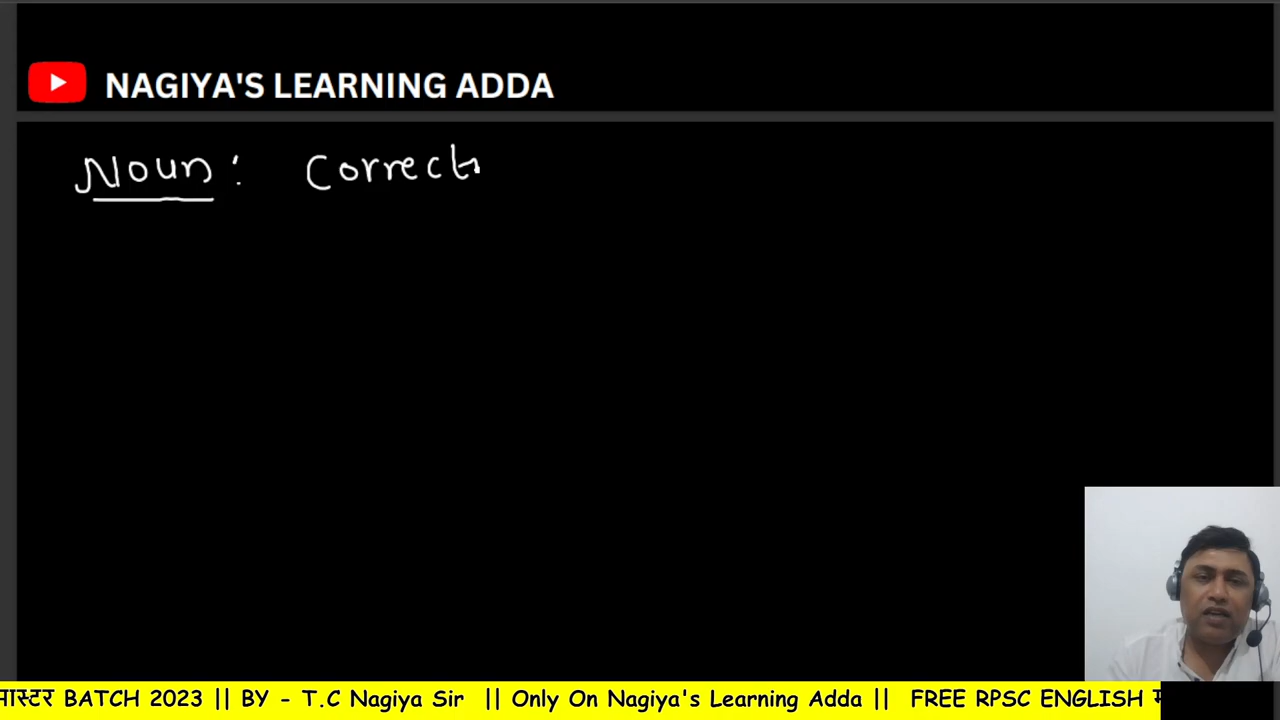 NAGIYA'S LEARNING ADDA
Noun : Correct
मास्टर BATCH 2023 || BY - T.C Nagiya Sir || Only On Nagiya's Learning Adda || FREE RPSC ENGLISH